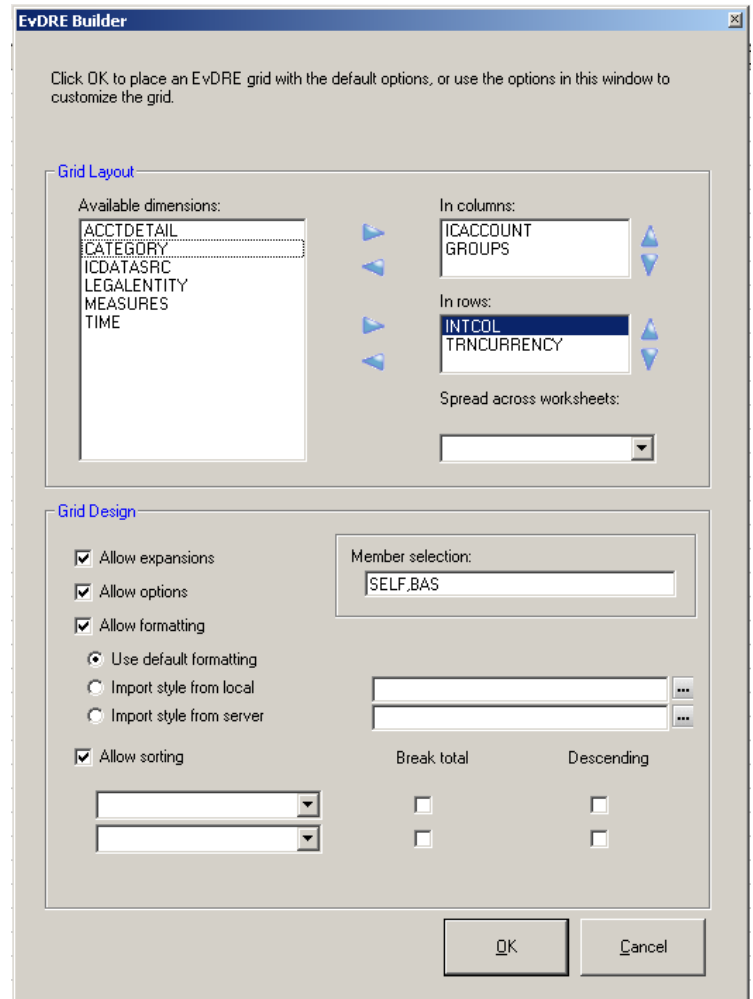 EvDRE Builder
Click OK to place an EvDRE grid with the default options, or use the options in this window to
customize the grid.
Grid Layout
Available dimensions:
ACCTDETAIL
CATEGORY
ICDATASRC
LEGALENTITY
MEASURES
TIME
In columns:
ICACCOUNT
GROUPS
In rows:
INTCOL
TRNCURRENCY
Spread across worksheets:
Grid Design
Allow expansions
Allow options
Allow formatting
Use default formatting
Import style from local
Import style from server
Member selection:
SELF,BAS
...
...
Allow sorting
Break total
Descending
OK
Cancel